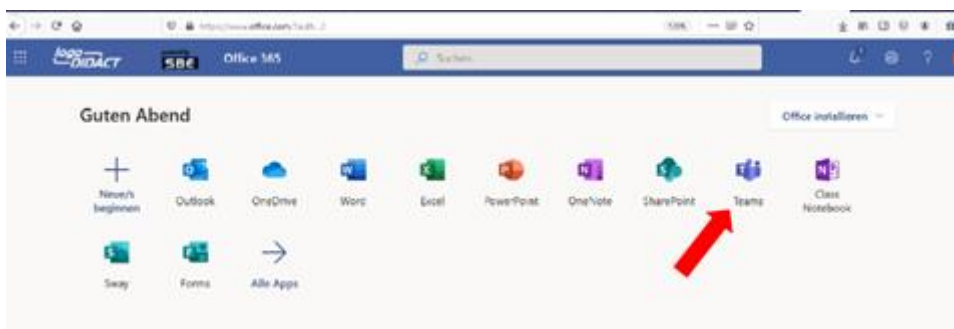 logo DIDACT SBE Office 365 Suchen
Guten Abend
Office installieren
Neue/s beginnen
Outlook
OneDrive
Word
Excel
PowerPoint
OneNote
SharePoint
Teams
Class Notebook
Sway
Forms
Alle Apps